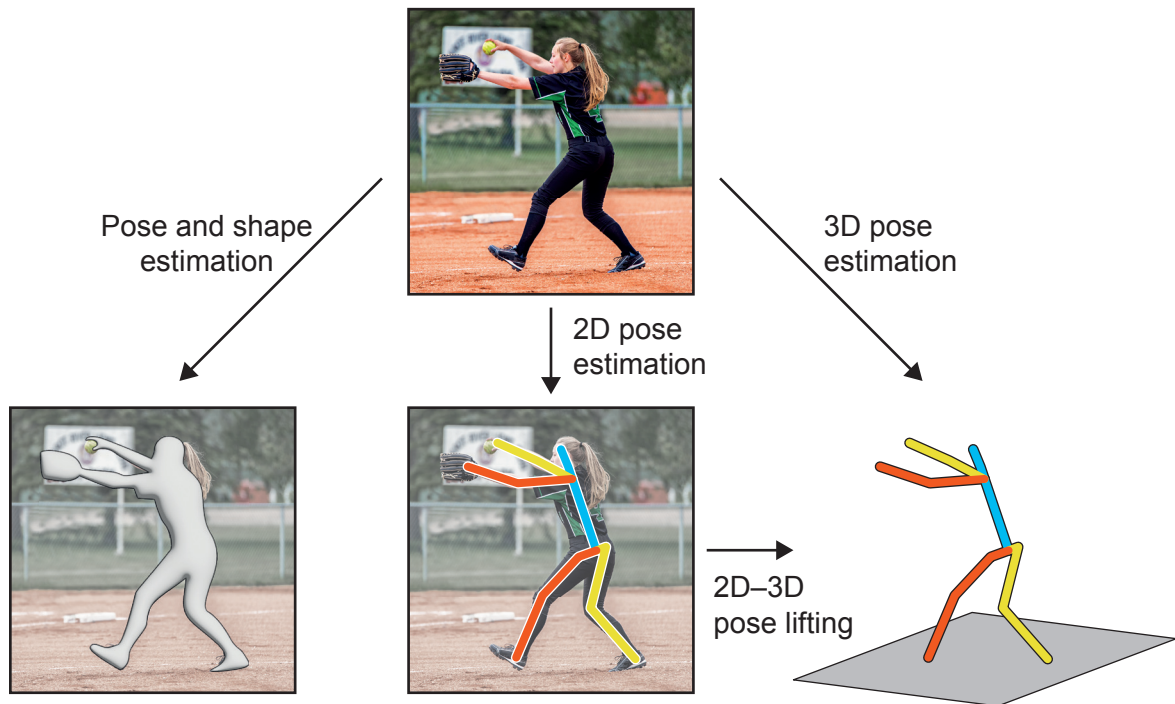 Pose and shape
estimation
3D pose
estimation
2D pose
estimation
2D–3D
pose lifting